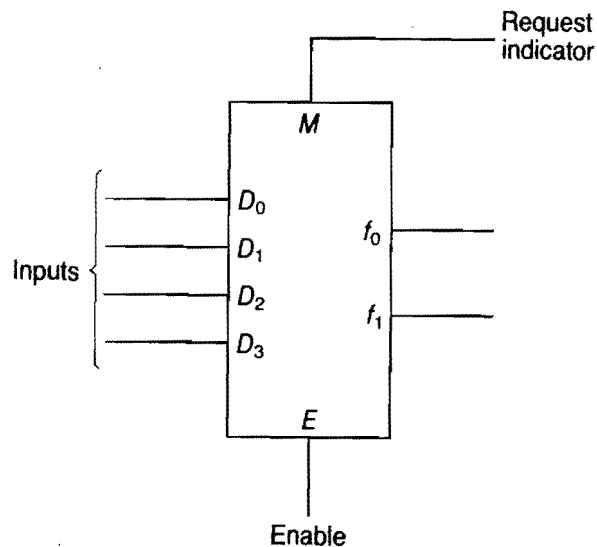 Request
indicator
M
D₀
D₁
D₂
D₃
Inputs
f₀
f₁
E
Enable